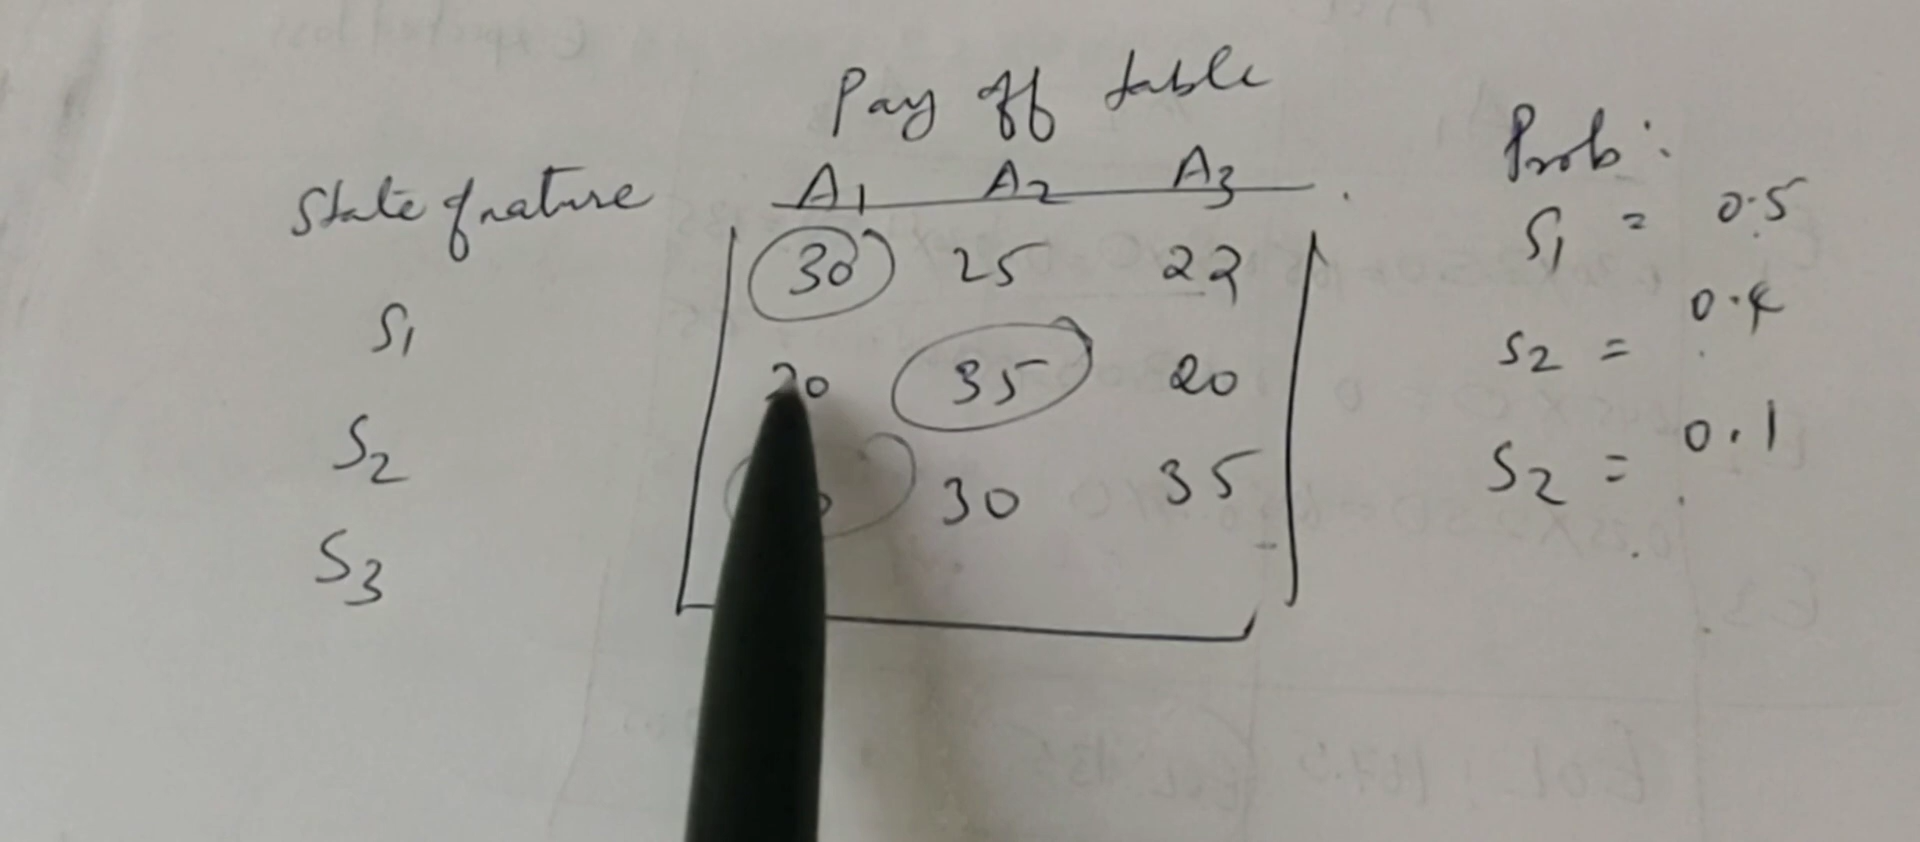 Pay off table
State of nature A1 A2 A3 Prob:
S1 30 25 22 S1 = 0.5
S2 20 35 20 S2 = 0.4
S3 30 35 S2 = 0.1